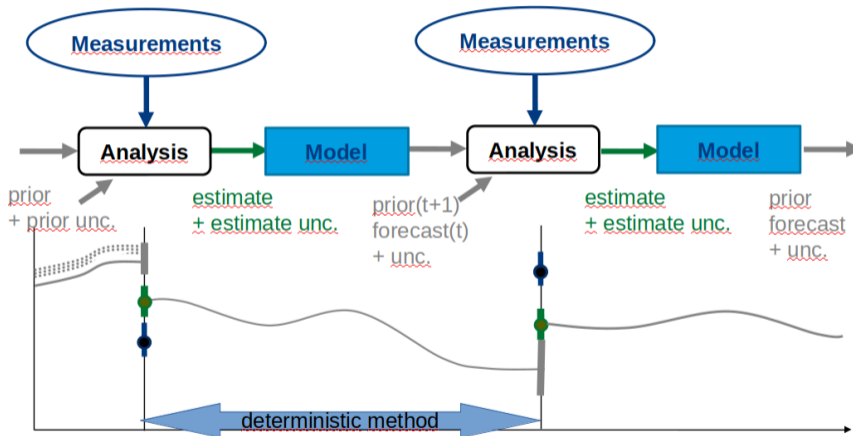 Measurements
Measurements
Analysis
Model
Analysis
Model
prior
+ prior unc.
estimate
+ estimate unc.
prior(t+1)
forecast(t)
+ unc.
estimate
+ estimate unc.
prior
forecast
+ unc.
deterministic method